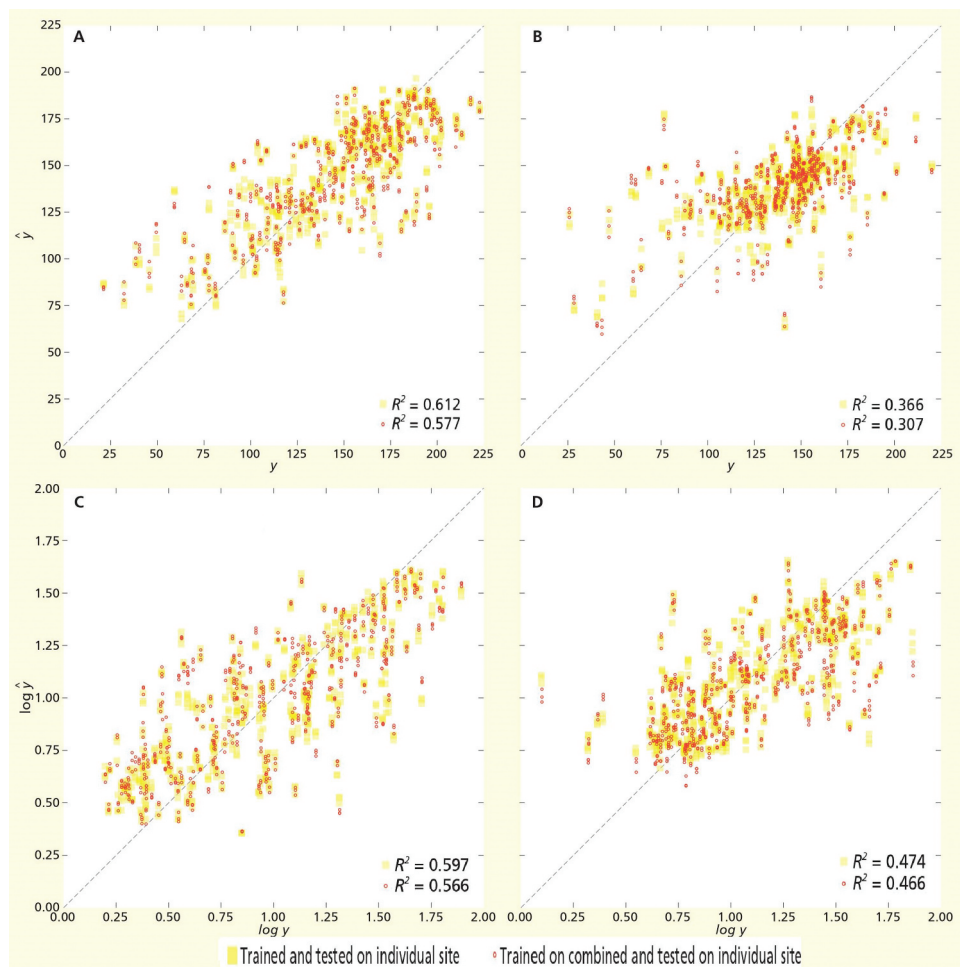 A
225
200
175
150
125
100
75
50
25
0
ŷ
R² = 0.612
R² = 0.577
0 25 50 75 100 125 150 175 200 225
y
B
R² = 0.366
R² = 0.307
0 25 50 75 100 125 150 175 200 225
y
C
2.00
1.75
1.50
1.25
1.00
0.75
0.50
0.25
0.00
log ŷ
R² = 0.597
R² = 0.566
0.00 0.25 0.50 0.75 1.00 1.25 1.50 1.75 2.00
log y
D
R² = 0.474
R² = 0.466
0.00 0.25 0.50 0.75 1.00 1.25 1.50 1.75 2.00
log y
Trained and tested on individual site
Trained on combined and tested on individual site